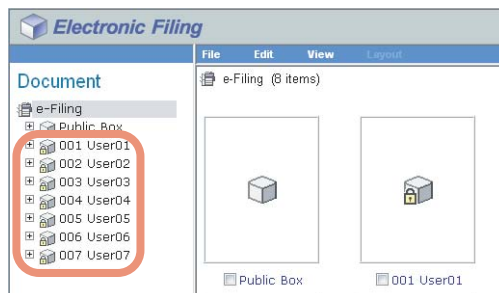 Electronic Filing
File Edit View Layout
Document
e-Filing (8 items)
e-Filing
Public Box
001 User01
002 User02
003 User03
004 User04
005 User05
006 User06
007 User07
Public Box
001 User01